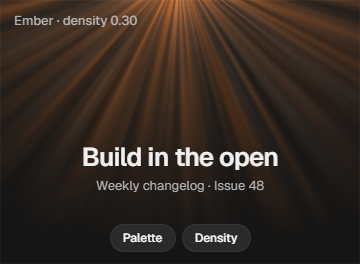 Ember · density 0.30
Build in the open
Weekly changelog · Issue 48
Palette
Density